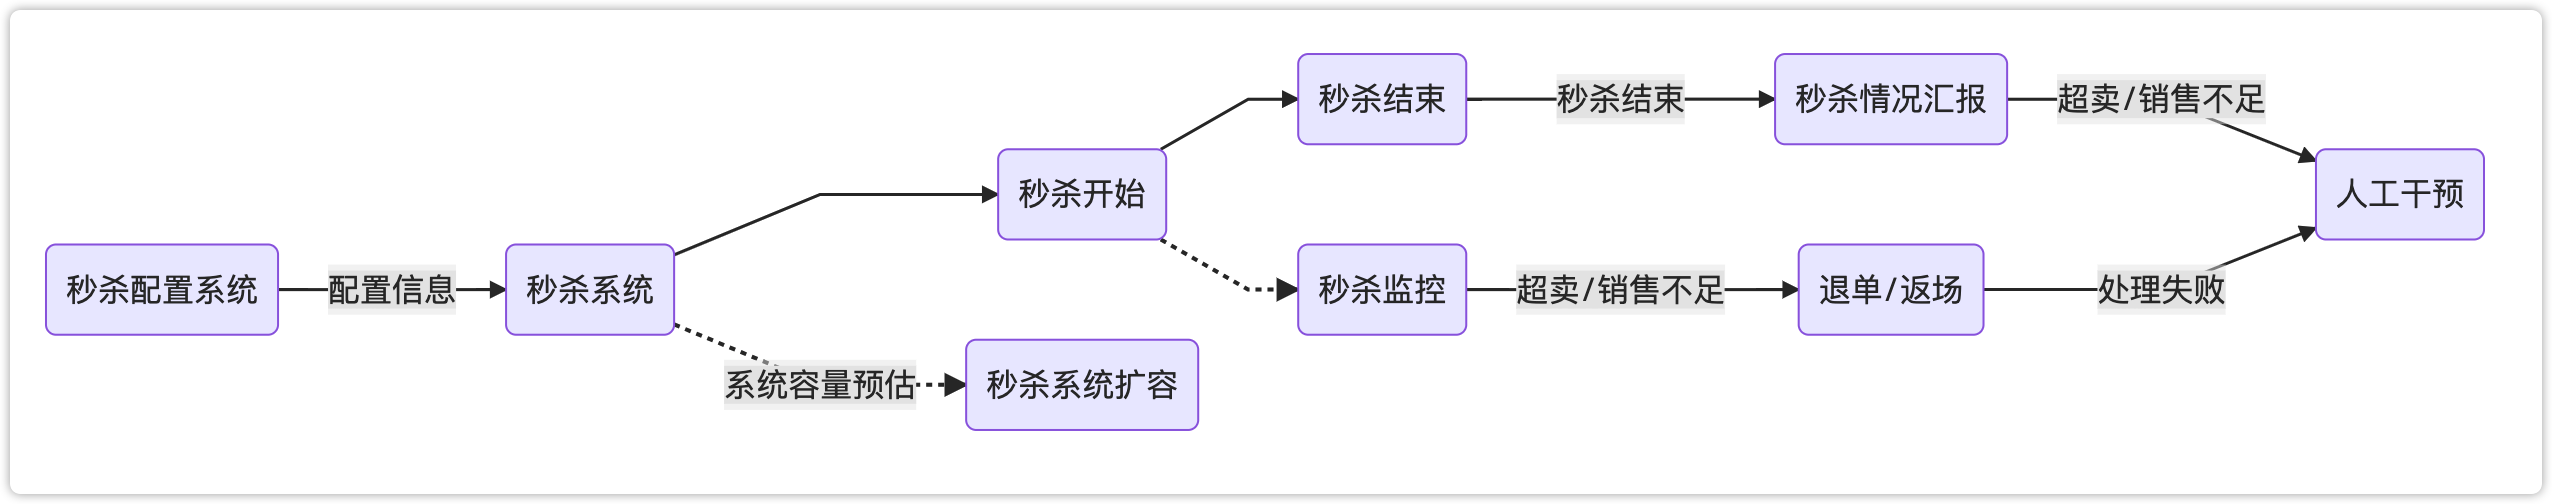 秒杀配置系统
配置信息
秒杀系统
系统容量预估
秒杀系统扩容
秒杀开始
秒杀结束
秒杀结束
秒杀情况汇报
超卖/销售不足
秒杀监控
超卖/销售不足
退单/返场
处理失败
人工干预